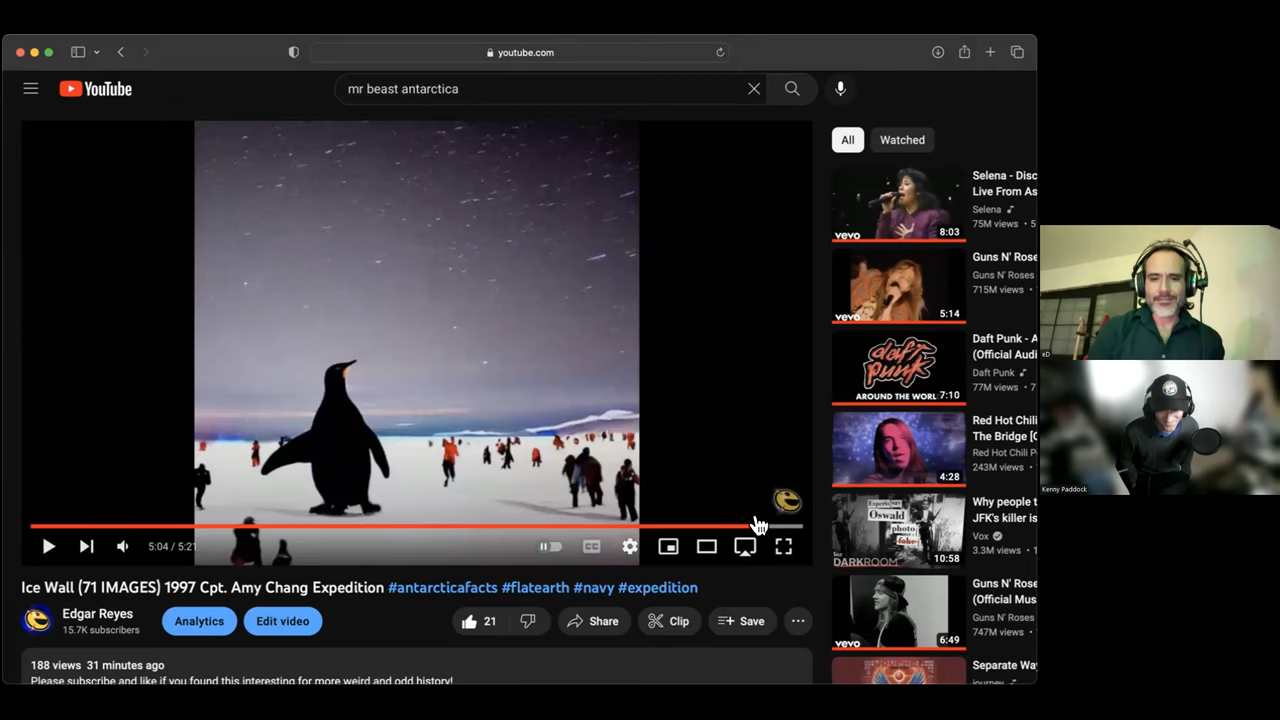 youtube.com
YouTube
mr beast antarctica
All
Watched
Selena - Disc
Live From As
Selena
75M views • 5
vevo
8:03
Guns N' Rose
Guns N' Roses
715M views •
vevo
5:14
Daft Punk - A
(Official Audi
Daft Punk
77M views • 7
daft
punk
AROUND THE WORL
7:10
Red Hot Chili
The Bridge [O
Red Hot Chili P
243M views •
4:28
Why people t
JFK's killer is
Vox
3.3M views •
Experts say
Oswald
photo
fake
DARKROOM
10:58
Guns N' Rose
(Official Mus
Guns N' Roses
747M views •
vevo
6:49
Separate Way
journey
5:04 / 5:21
CC
Ice Wall (71 IMAGES) 1997 Cpt. Amy Chang Expedition #antarcticafacts #flatearth #navy #expedition
Edgar Reyes
15.7K subscribers
Analytics
Edit video
21
Share
Clip
Save
188 views 31 minutes ago
Please subscribe and like if you found this interesting for more weird and odd history!
eD
Kenny Paddock